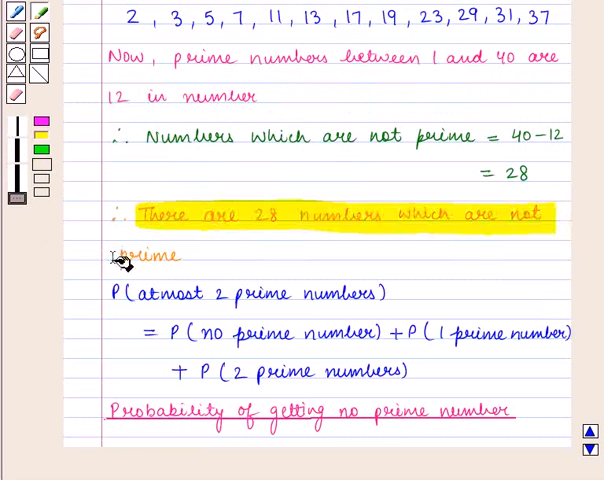 2, 3, 5, 7, 11, 13, 17, 19, 23, 29, 31, 37
Now, prime numbers between 1 and 40 are
12 in number
∴ Numbers which are not prime = 40-12
= 28
∴ There are 28 numbers which are not
prime
P(atmost 2 prime numbers)
= P(no prime number) + P(1 prime number)
+ P(2 prime numbers)
Probability of getting no prime number